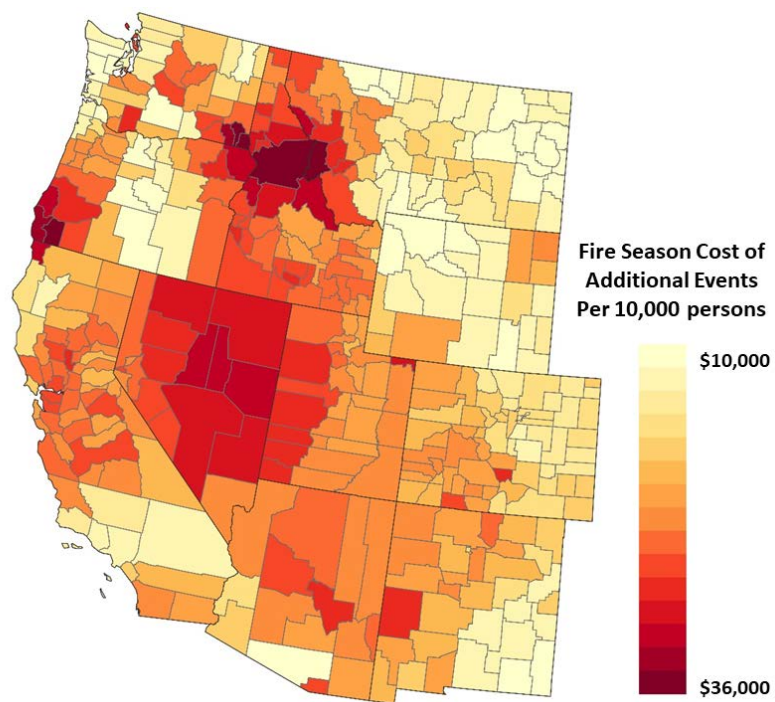 Fire Season Cost of
Additional Events
Per 10,000 persons
$10,000
$36,000